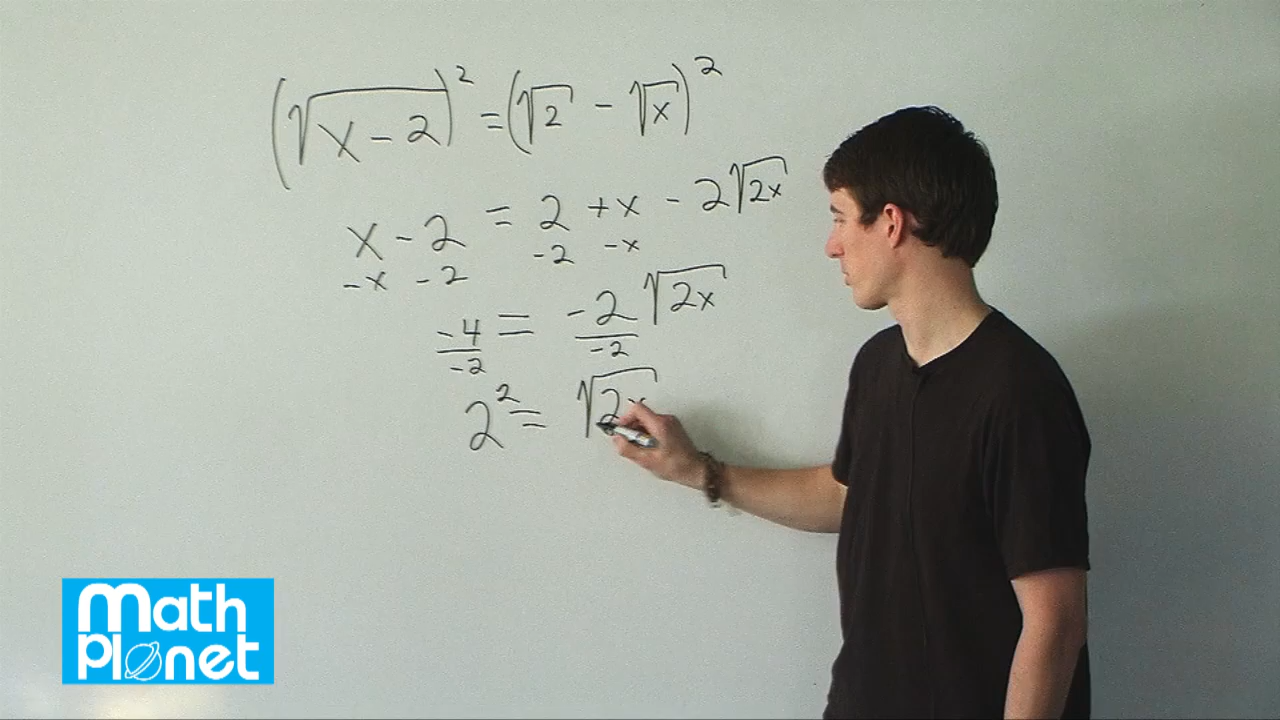 (√(x-2))² = (√2 - √x)²
x - 2 = 2 + x - 2√2x
-x -2 -2 -x
-4/-2 = -2/-2 √2x
2² = √2x
Math
Planet